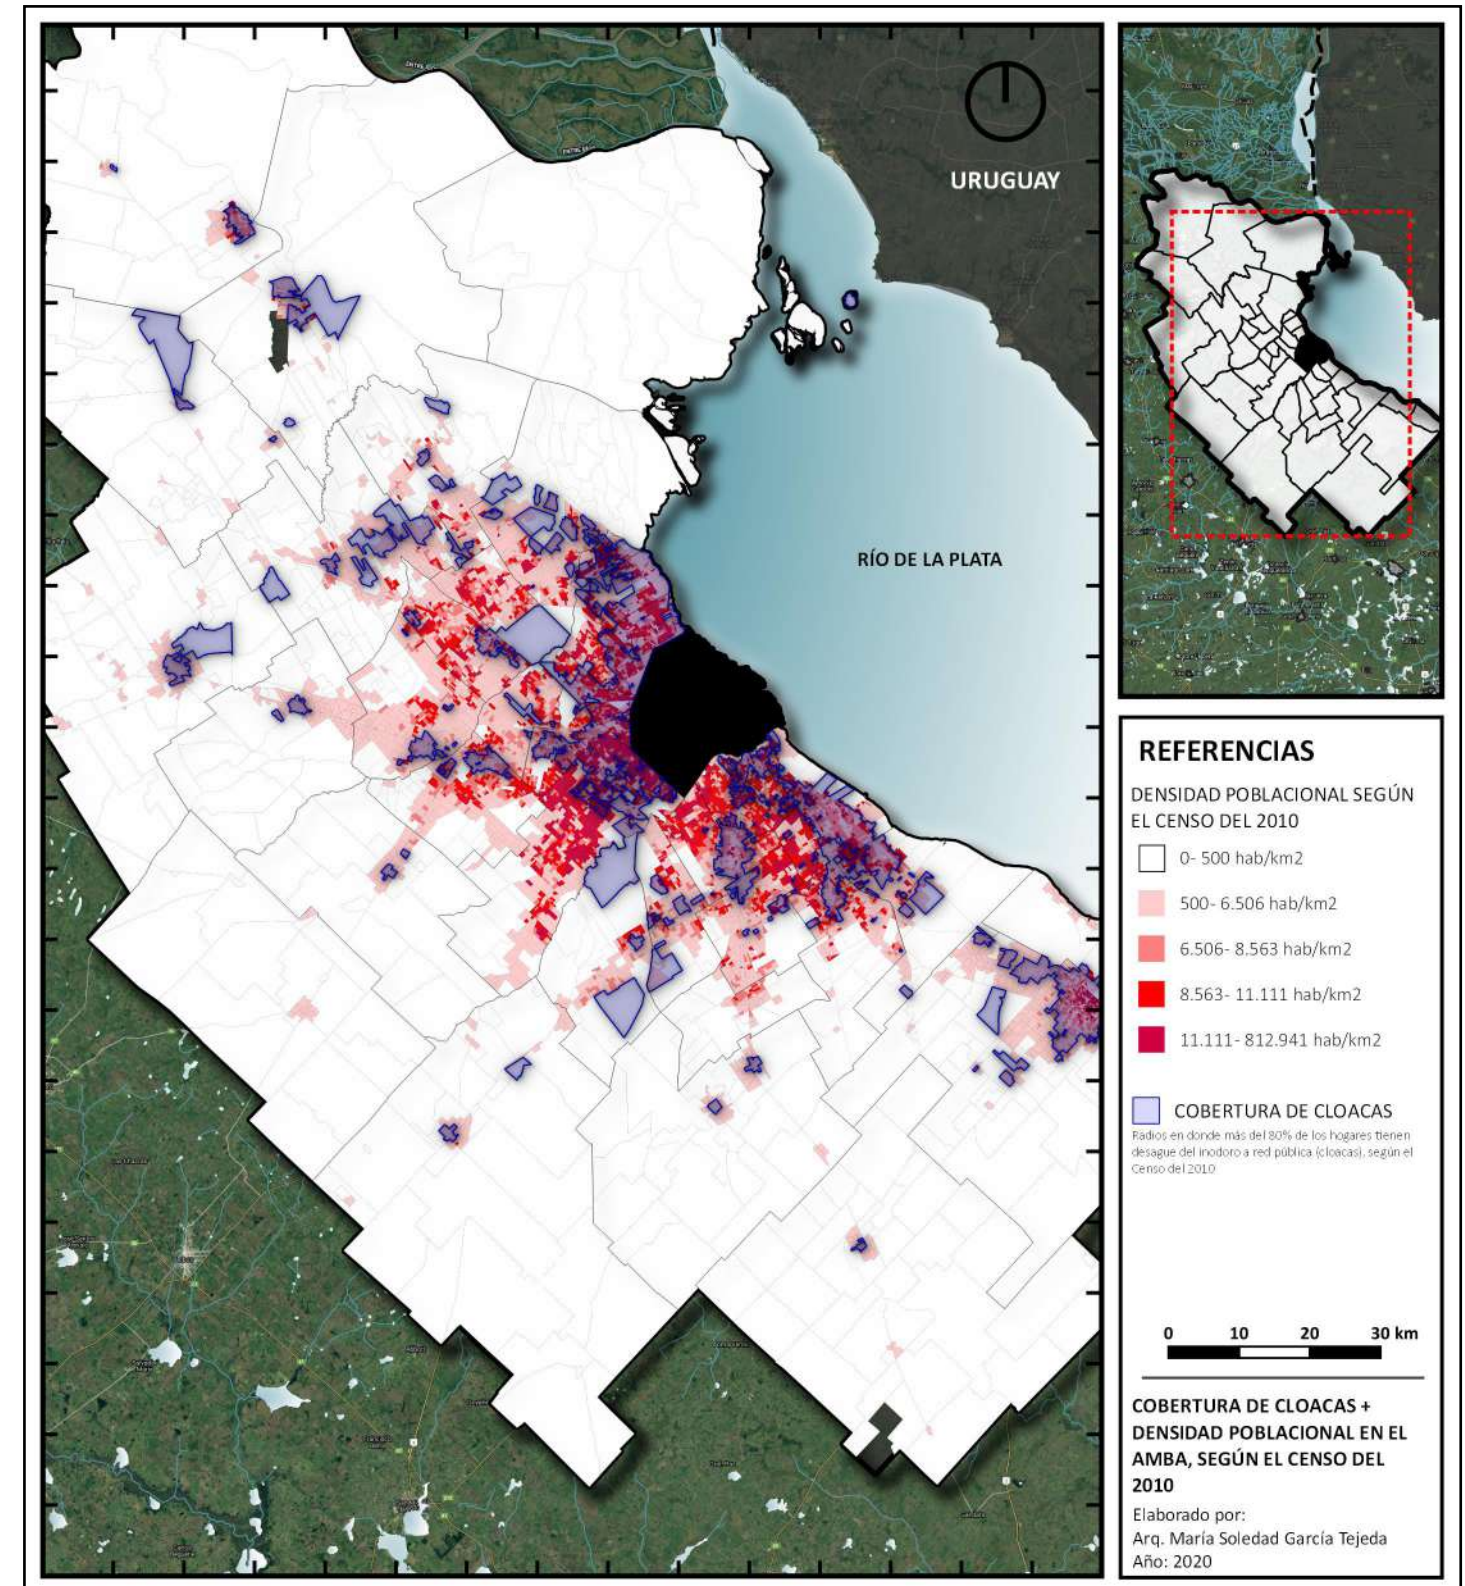 URUGUAY
RÍO DE LA PLATA
REFERENCIAS
DENSIDAD POBLACIONAL SEGÚN
EL CENSO DEL 2010
0- 500 hab/km2
500- 6.506 hab/km2
6.506- 8.563 hab/km2
8.563- 11.111 hab/km2
11.111- 812.941 hab/km2
COBERTURA DE CLOACAS
Radios en donde más del 80% de los hogares tienen
desague del inodoro a red pública (cloacas), según el
Censo del 2010
0 10 20 30 km
COBERTURA DE CLOACAS +
DENSIDAD POBLACIONAL EN EL
AMBA, SEGÚN EL CENSO DEL
2010
Elaborado por:
Arq. María Soledad García Tejeda
Año: 2020